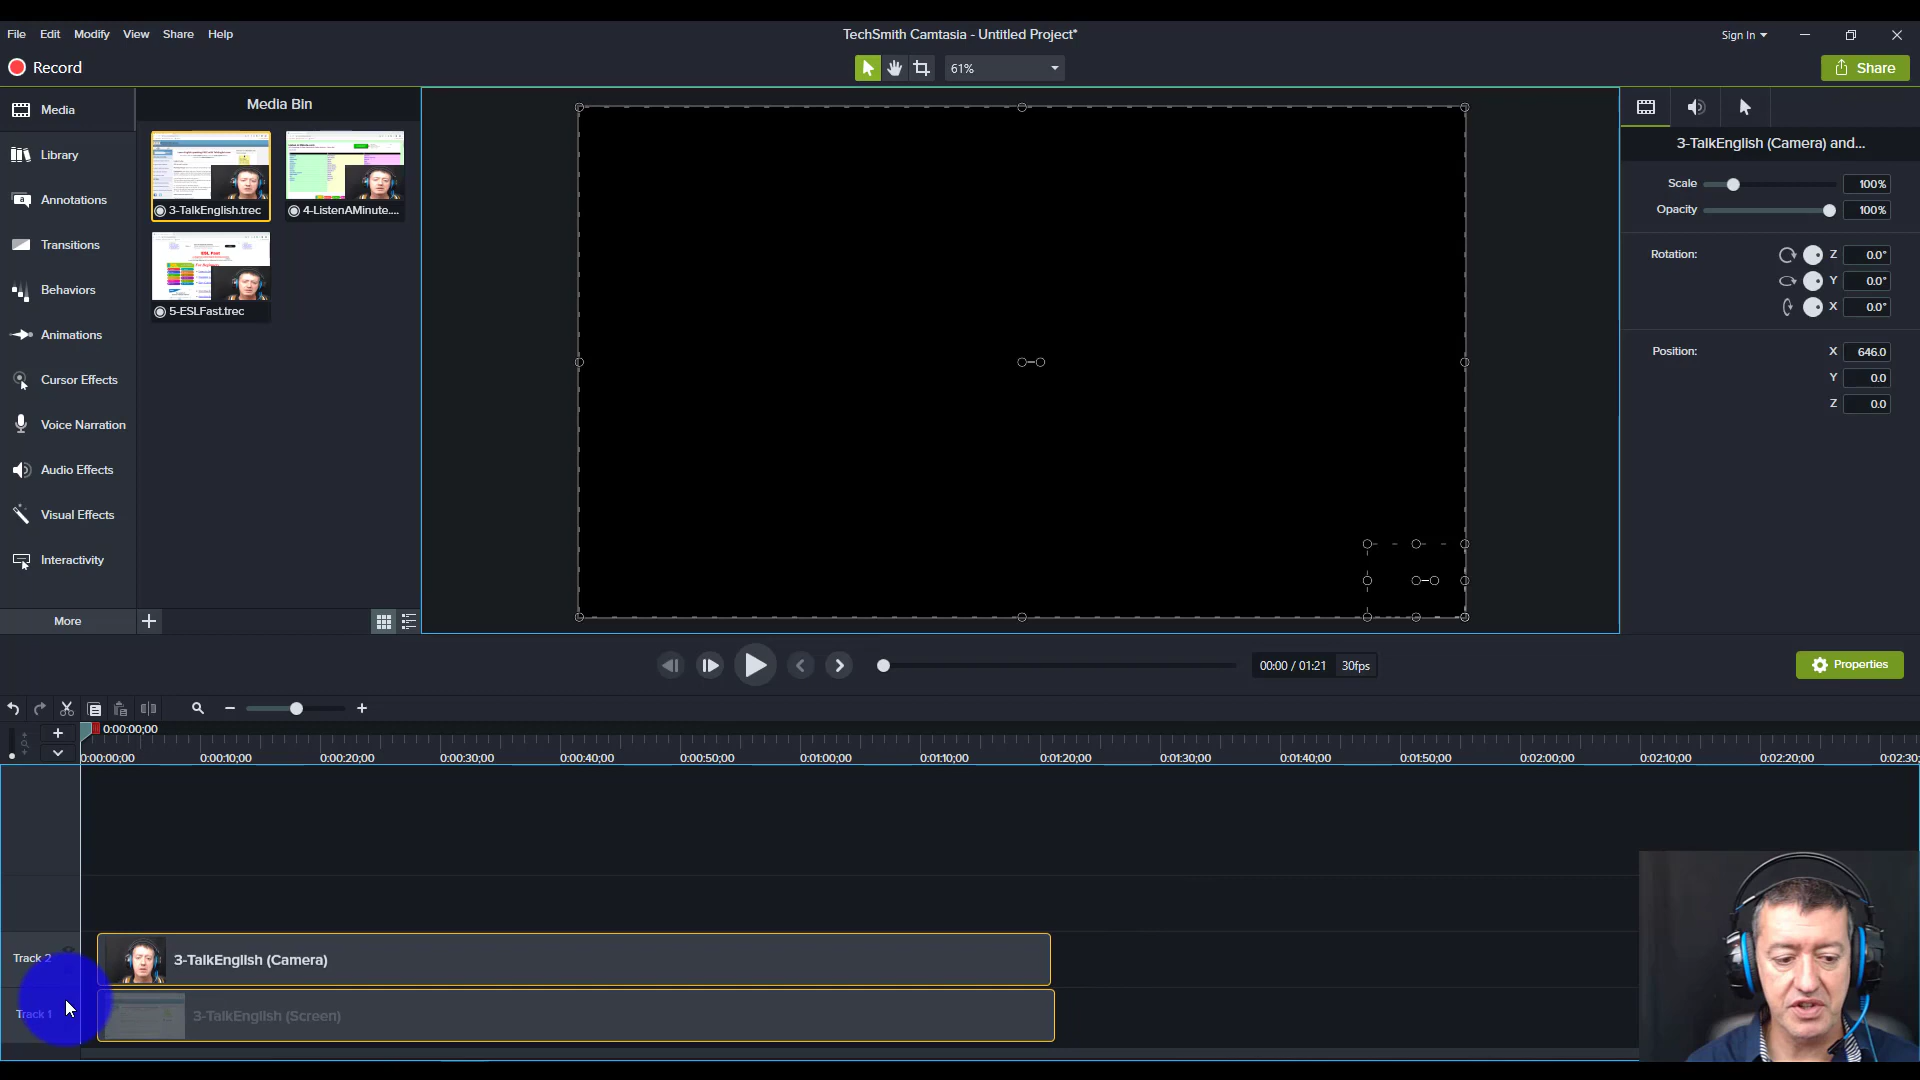 File Edit Modify View Share Help
TechSmith Camtasia - Untitled Project*
Sign In
Record
61%
Share
Media
Media Bin
Library
Annotations
Transitions
Behaviors
Animations
Cursor Effects
Voice Narration
Audio Effects
Visual Effects
Interactivity
More
3-TalkEnglish.trec
4-ListenAMinute....
5-ESLFast.trec
3-TalkEnglish (Camera) and...
Scale 100%
Opacity 100%
Rotation: Z 0.0°
Y 0.0°
X 0.0°
Position: X 646.0
Y 0.0
Z 0.0
00:00 / 01:21 30fps
Properties
0:00:00;00
0:00:00;00 0:00:10;00 0:00:20;00 0:00:30;00 0:00:40;00 0:00:50;00 0:01:00;00 0:01:10;00 0:01:20;00 0:01:30;00 0:01:40;00 0:01:50;00 0:02:00;00 0:02:10;00 0:02:20;00 0:02:30;
Track 2
3-TalkEnglish (Camera)
Track 1
3-TalkEnglish (Screen)